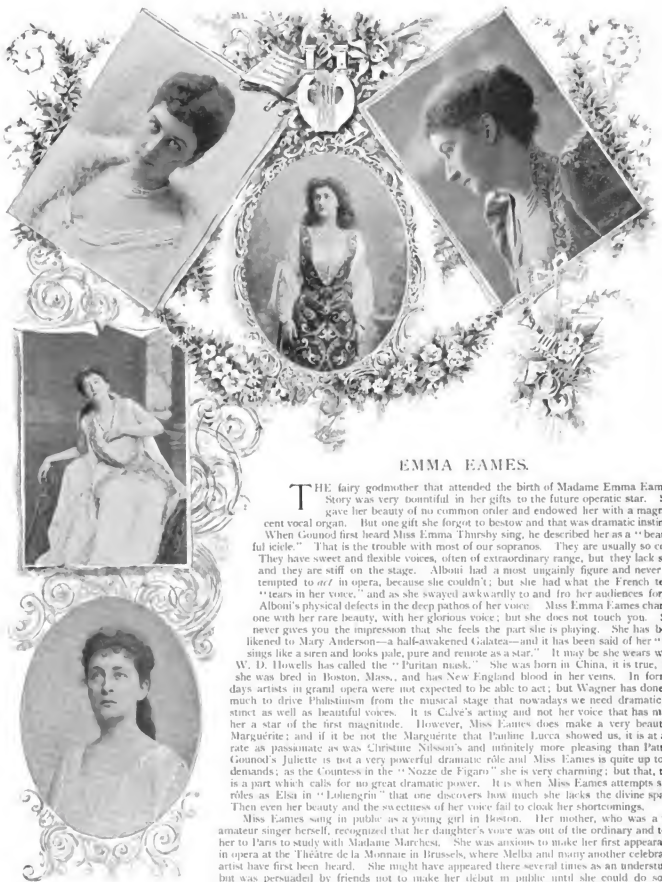 EMMA EAMES.
THE fairy godmother that attended the birth of Madame Emma Eam
Story was very bountiful in her gifts to the future operatic star. S
gave her beauty of no common order and endowed her with a magn
cent vocal organ. But one gift she forgot to bestow and that was dramatic instin
When Gounod first heard Miss Emma Thursby sing, he described her as a "beau
ful icicle." That is the trouble with most of our sopranos. They are usually so co
They have sweet and flexible voices, often of extraordinary range, but they lack s
and they are stiff on the stage. Alboni had a most ungainly figure and never
tempted to act in opera, because she couldn't; but she had what the French te
"tears in her voice," and as she swayed awkwardly to and fro her audiences for
Alboni's physical defects in the deep pathos of her voice. Miss Emma Eames char
one with her rare beauty, with her glorious voice; but she does not touch you. S
never gives you the impression that she feels the part she is playing. She has be
likened to Mary Anderson—a half-awakened Galatea—and it has been said of her "s
sings like a siren and looks pale, pure and remote as a star." It may be she wears w
W. D. Howells has called the "Puritan mask." She was born in China, it is true,
she was bred in Boston, Mass., and has New England blood in her veins. In form
days artists in grand opera were not expected to be able to act; but Wagner has done
much to drive Philistinism from the musical stage that nowadays we need dramatic
stinct as well as beautiful voices. It is Calvé's acting and not her voice that has m
her a star of the first magnitude. However, Miss Eames does make a very beaut
Marguérite; and if it be not the Marguérite that Pauline Lucca showed us, it is at
rate as passionate as was Christine Nilsson's and infinitely more pleasing than Patt
Gounod's Juliette is not a very powerful dramatic rôle and Miss Eames is quite up to
demands; as the Countess in the "Nozze de Figaro" she is very charming; but that, t
is a part which calls for no great dramatic power. It is when Miss Eames attempts s
rôles as Elsa in "Lohengrin" that one discovers how much she lacks the divine spa
Then even her beauty and the sweetness of her voice fail to cloak her shortcomings.
Miss Eames sang in public as a young girl in Boston. Her mother, who was a
amateur singer herself, recognized that her daughter's voice was out of the ordinary and t
her to Paris to study with Madame Marchesi. She was anxious to make her first appeara
in opera at the Théâtre de la Monnaie in Brussels, where Melba and many another celebra
artist have first been heard. She might have appeared there several times as an understu
but was persuaded by friends not to make her debut in public until she could do so